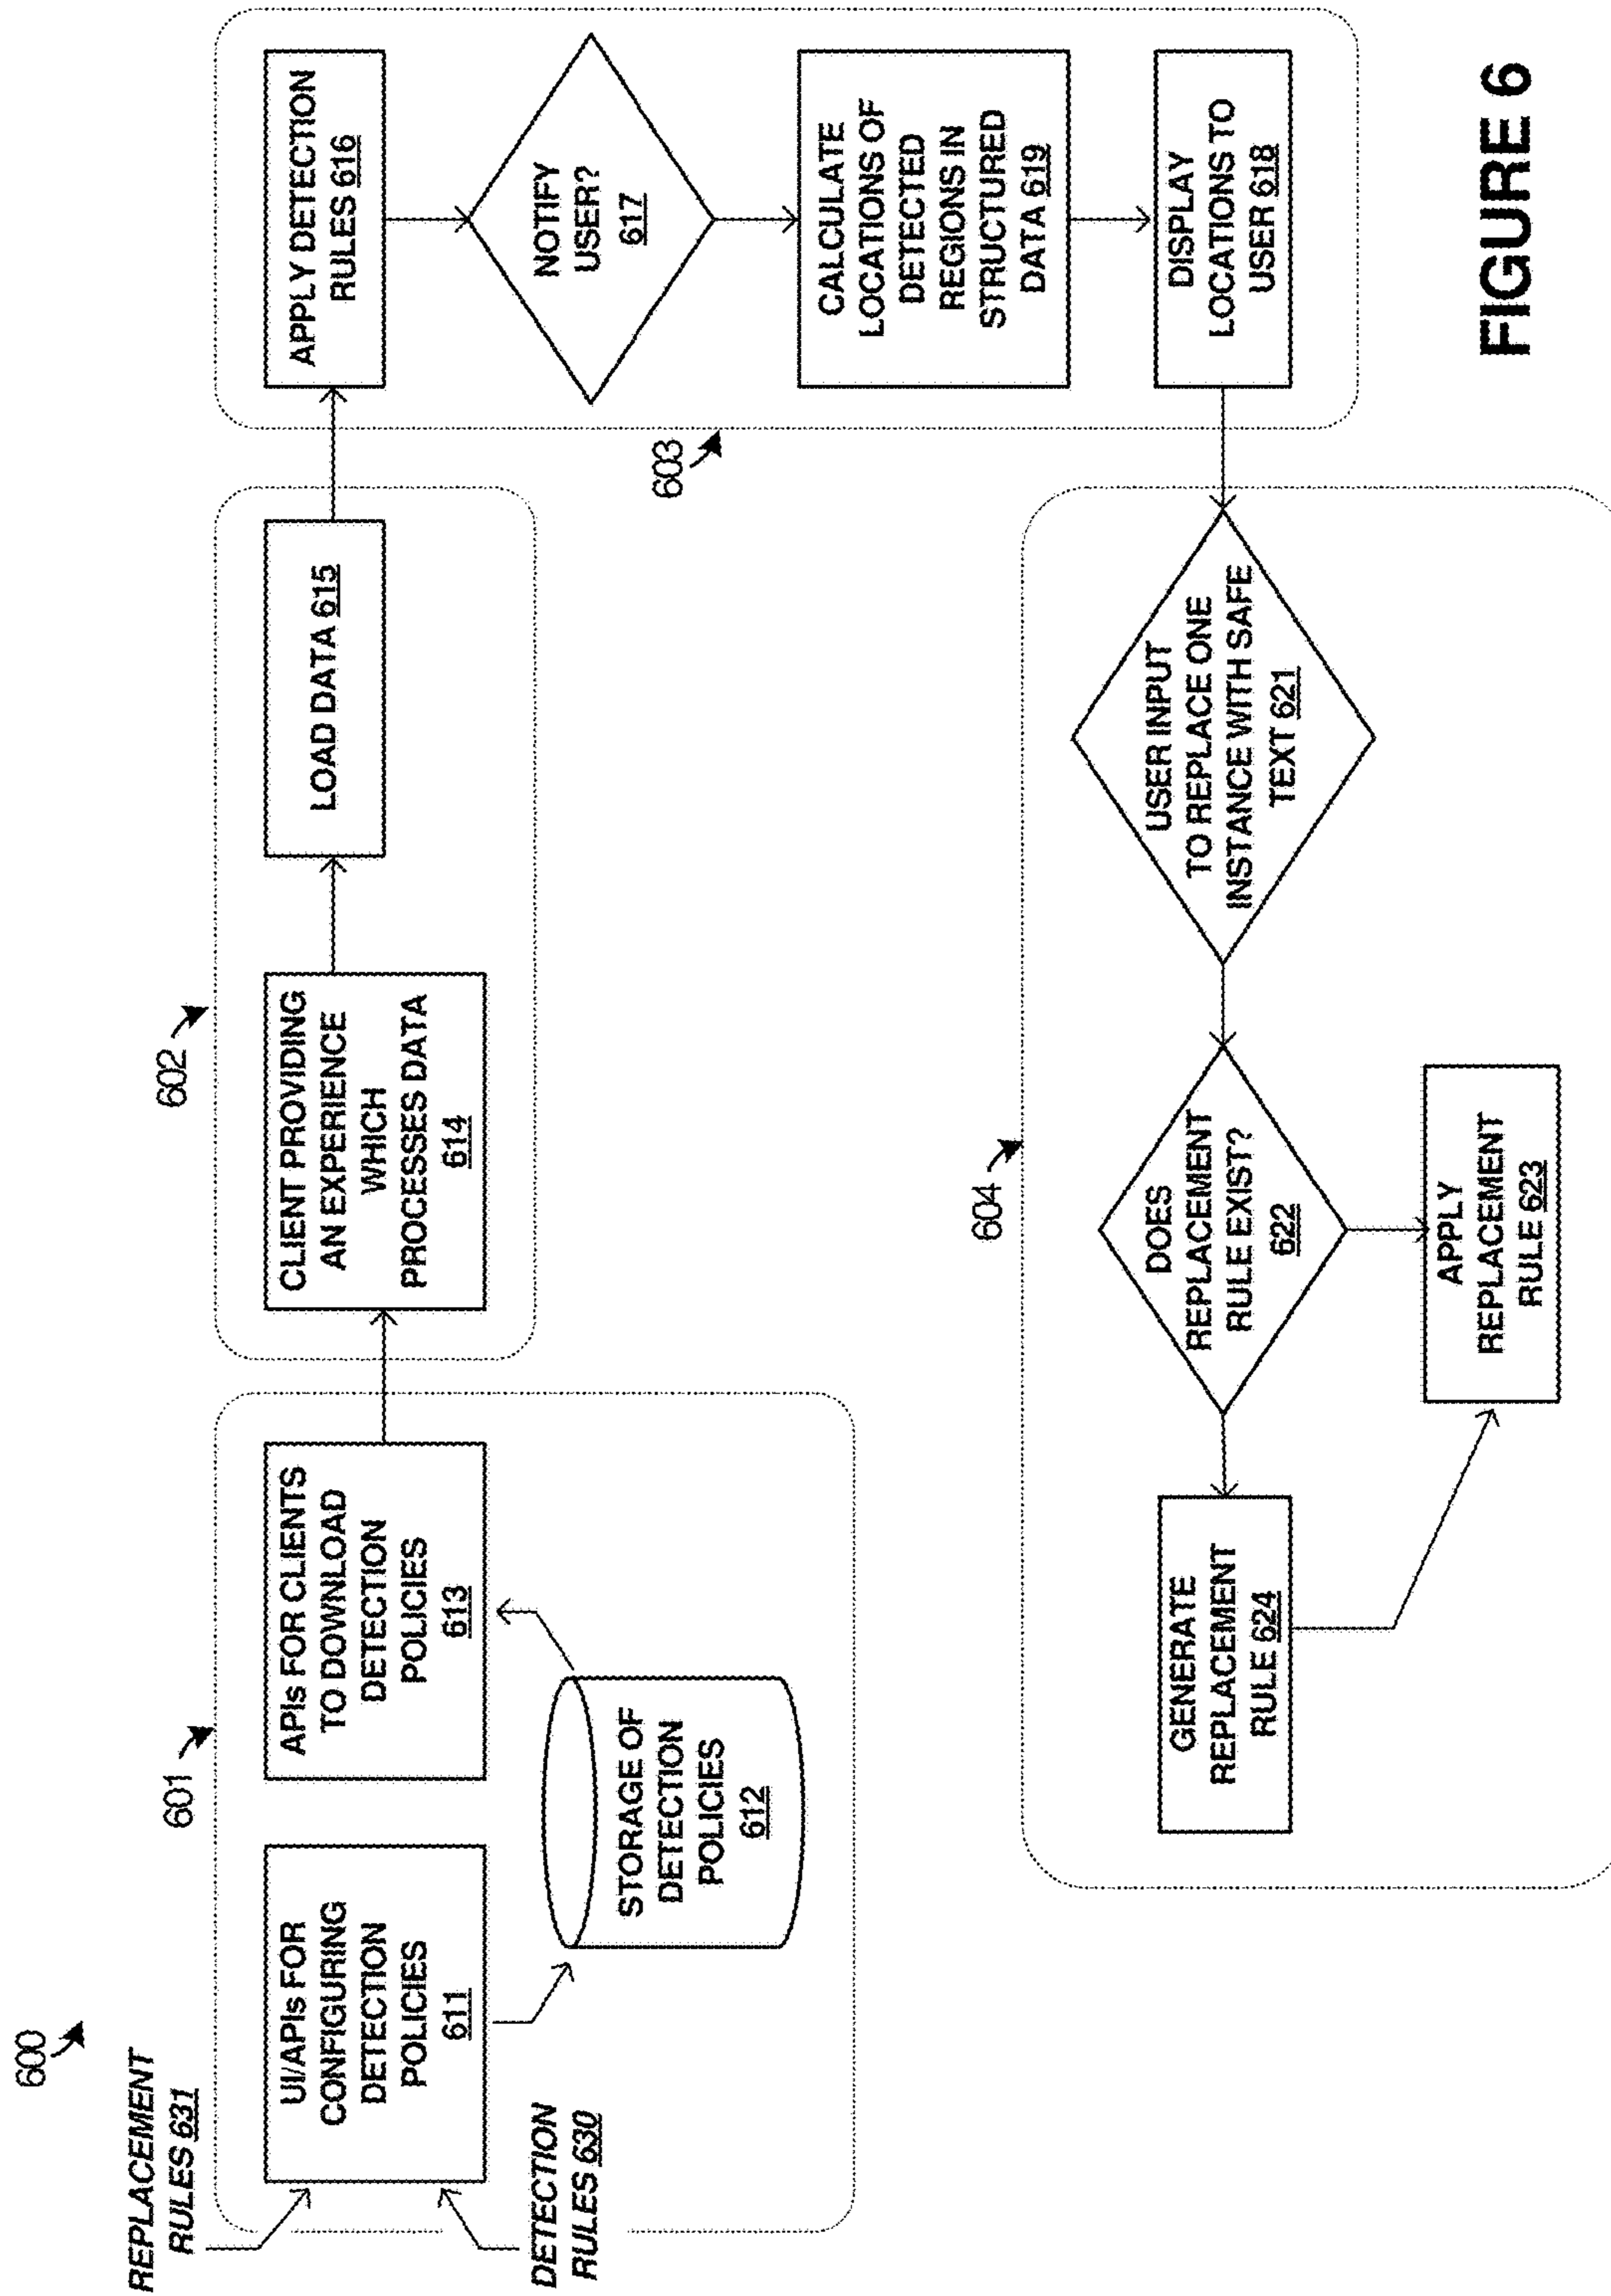 600
REPLACEMENT
RULES 631
DETECTION
RULES 630
601
UI/APIs FOR
CONFIGURING
DETECTION
POLICIES
611
STORAGE OF
DETECTION
POLICIES
612
APIs FOR CLIENTS
TO DOWNLOAD
DETECTION
POLICIES
613
602
CLIENT PROVIDING
AN EXPERIENCE
WHICH
PROCESSES DATA
614
LOAD DATA 615
603
APPLY DETECTION
RULES 616
NOTIFY
USER?
617
CALCULATE
LOCATIONS OF
DETECTED
REGIONS IN
STRUCTURED
DATA 619
DISPLAY
LOCATIONS TO
USER 618
604
USER INPUT
TO REPLACE ONE
INSTANCE WITH SAFE
TEXT 621
DOES
REPLACEMENT
RULE EXIST?
622
GENERATE
REPLACEMENT
RULE 624
APPLY
REPLACEMENT
RULE 623
FIGURE 6